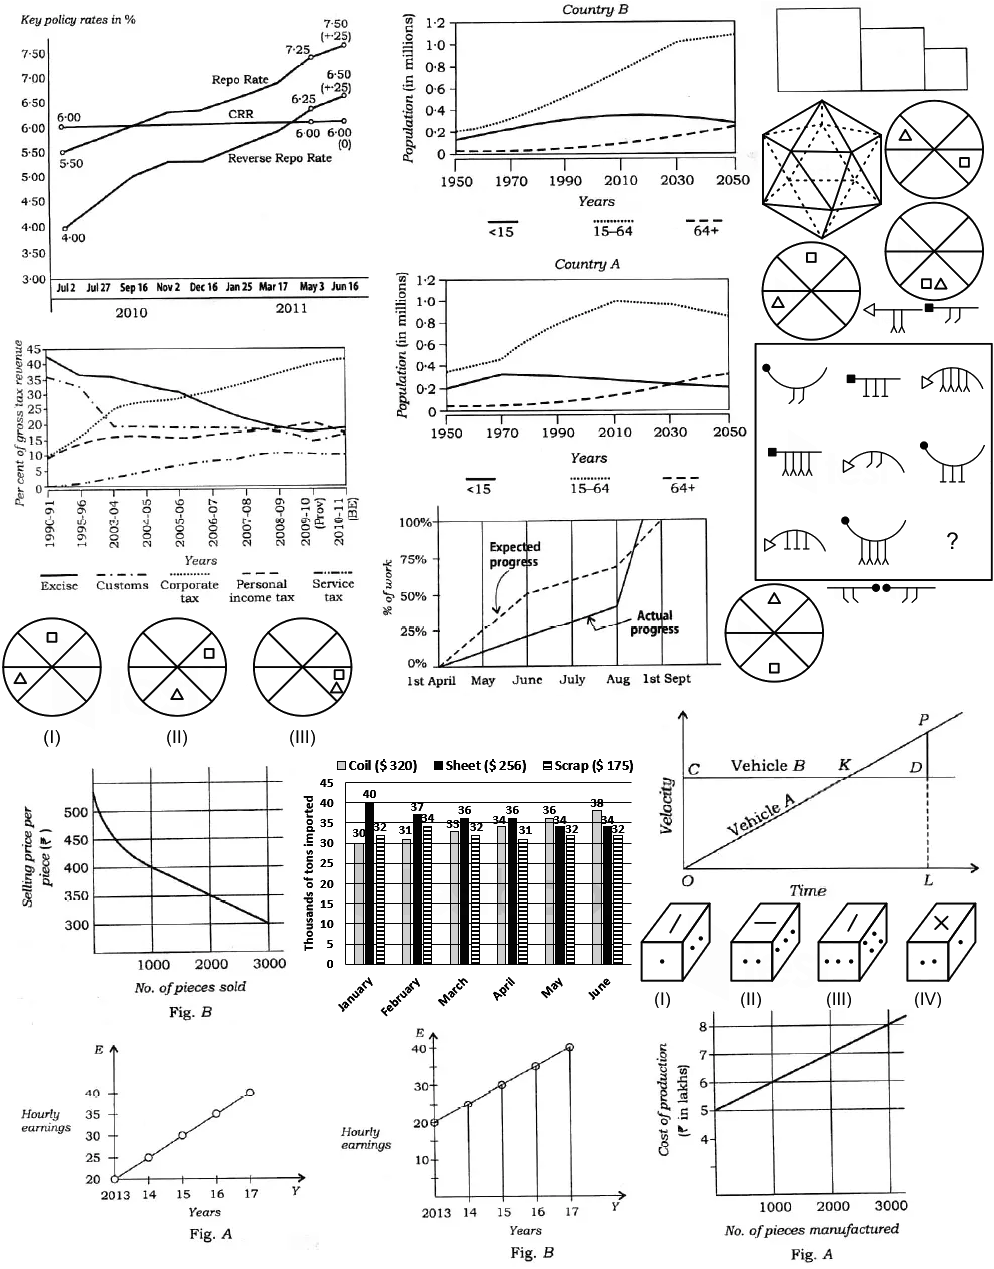 Key policy rates in %
7·50
7·00
6·50
6·00
5·50
5·00
4·50
4·00
3·50
3·00
7·50
(+·25)
7·25
Repo Rate
6·50
(+·25)
6·25
CRR
6·00
6·00
6·00
(0)
5·50
Reverse Repo Rate
4·00
Jul 2 Jul 27 Sep 16 Nov 2 Dec 16 Jan 25 Mar 17 May 3 Jun 16
2010 2011
Country B
Population (in millions)
1·2
1·0
0·8
0·6
0·4
0·2
0
1950 1970 1990 2010 2030 2050
Years
<15 15–64 64+
Country A
Population (in millions)
1·2
1·0
0·8
0·6
0·4
0·2
0
1950 1970 1990 2010 2030 2050
Years
<15 15–64 64+
?
Per cent of gross tax revenue
45
40
35
30
25
20
15
10
5
0
1990-91
1995-96
2003-04
2004-05
2005-06
2006-07
2007-08
2008-09
2009-10
(Prov)
2010-11
(BE)
Years
Excise Customs Corporate tax Personal income tax Service tax
% of work
100%
75%
50%
25%
0%
Expected
progress
Actual
progress
1st April May June July Aug 1st Sept
(I) (II) (III)
Selling price per
piece (₹)
500
450
400
350
300
1000 2000 3000
No. of pieces sold
Fig. B
Coil ($ 320) Sheet ($ 256) Scrap ($ 175)
Thousands of tons imported
45
40
35
30
25
20
15
10
5
0
30 40 32
31 37 34
33 36 32
34 36 31
36 34 32
38 34 32
January February March April May June
Velocity
P
C Vehicle B K D
Vehicle A
O L
Time
(I) (II) (III) (IV)
E
Hourly
earnings
40
35
30
25
20
2013 14 15 16 17 Y
Years
Fig. A
E
Hourly
earnings
40
30
20
10
2013 14 15 16 17 Y
Years
Fig. B
Cost of production
(₹ in lakhs)
8
7
6
5
4
1000 2000 3000
No. of pieces manufactured
Fig. A